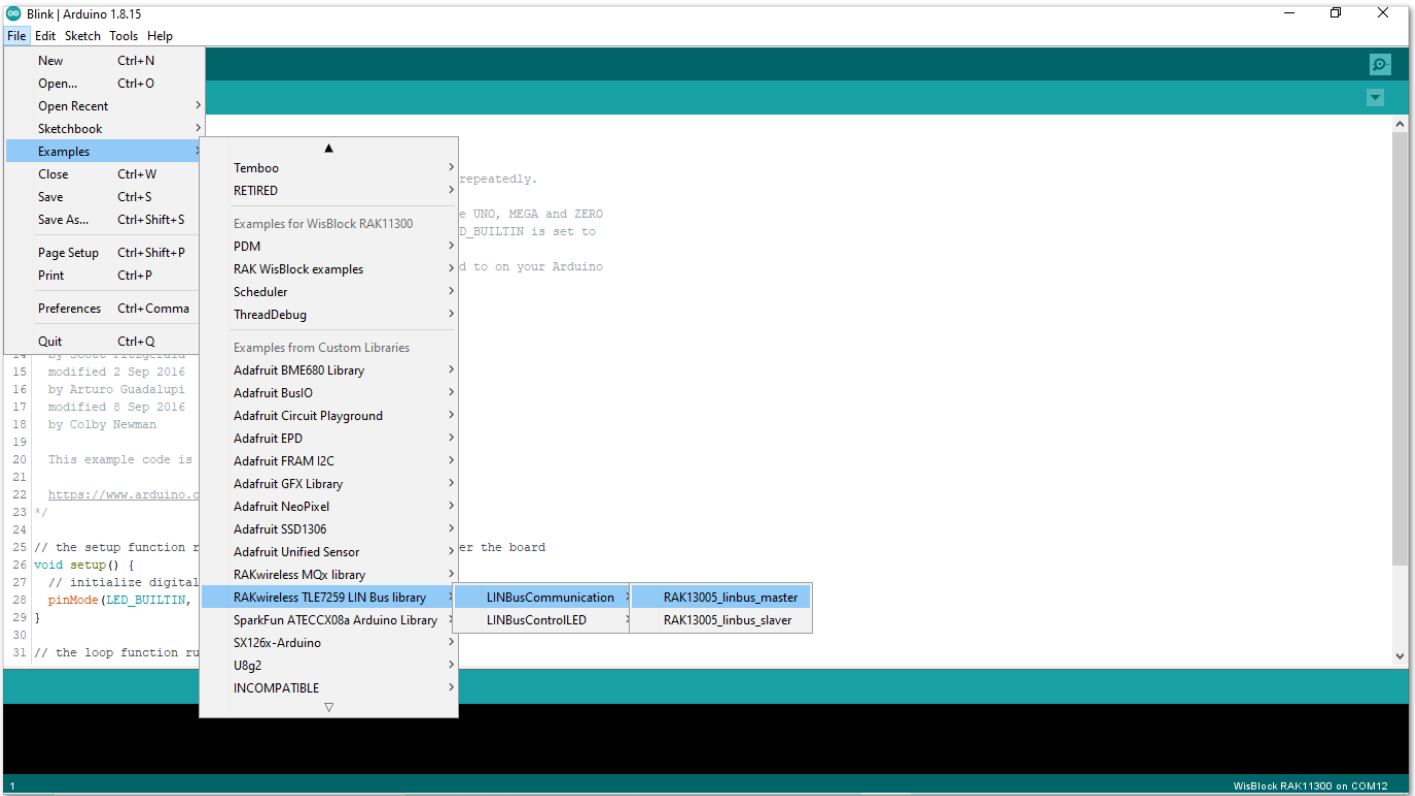 Blink | Arduino 1.8.15
File Edit Sketch Tools Help
New Ctrl+N
Open... Ctrl+O
Open Recent
Sketchbook
Examples
Close Ctrl+W
Save Ctrl+S
Save As... Ctrl+Shift+S
Page Setup Ctrl+Shift+P
Print Ctrl+P
Preferences Ctrl+Comma
Quit Ctrl+Q
Temboo
RETIRED
Examples for WisBlock RAK11300
PDM
RAK WisBlock examples
Scheduler
ThreadDebug
Examples from Custom Libraries
Adafruit BME680 Library
Adafruit BusIO
Adafruit Circuit Playground
Adafruit EPD
Adafruit FRAM I2C
Adafruit GFX Library
Adafruit NeoPixel
Adafruit SSD1306
Adafruit Unified Sensor
RAKwireless MQx library
RAKwireless TLE7259 LIN Bus library
SparkFun ATECCX08a Arduino Library
SX126x-Arduino
U8g2
INCOMPATIBLE
LINBusCommunication
LINBusControlLED
RAK13005_linbus_master
RAK13005_linbus_slaver
repeatedly.
e UNO, MEGA and ZERO
D_BUILTIN is set to
d to on your Arduino
14 by Scott Fitzgerald
15 modified 2 Sep 2016
16 by Arturo Guadalupi
17 modified 8 Sep 2016
18 by Colby Newman
19
20 This example code is
21
22 https://www.arduino.c
23 */
24
25 // the setup function r er the board
26 void setup() {
27 // initialize digital
28 pinMode(LED_BUILTIN,
29 }
30
31 // the loop function ru
1
WisBlock RAK11300 on COM12